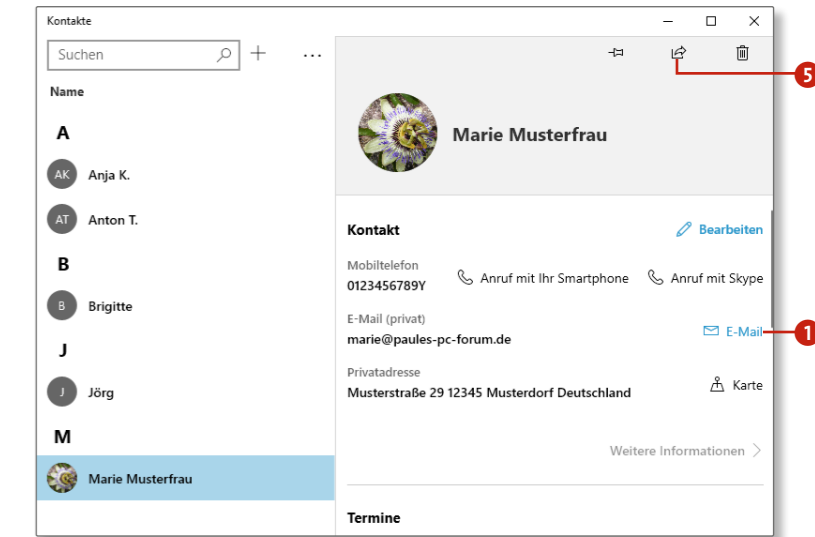 Kontakte
Suchen
Name
A
AK Anja K.
AT Anton T.
B
B Brigitte
J
J Jörg
M
Marie Musterfrau
5
Marie Musterfrau
Kontakt
Bearbeiten
Mobiltelefon
0123456789Y
Anruf mit Ihr Smartphone
Anruf mit Skype
E-Mail (privat)
marie@paules-pc-forum.de
E-Mail
1
Privatadresse
Musterstraße 29 12345 Musterdorf Deutschland
Karte
Weitere Informationen
Termine